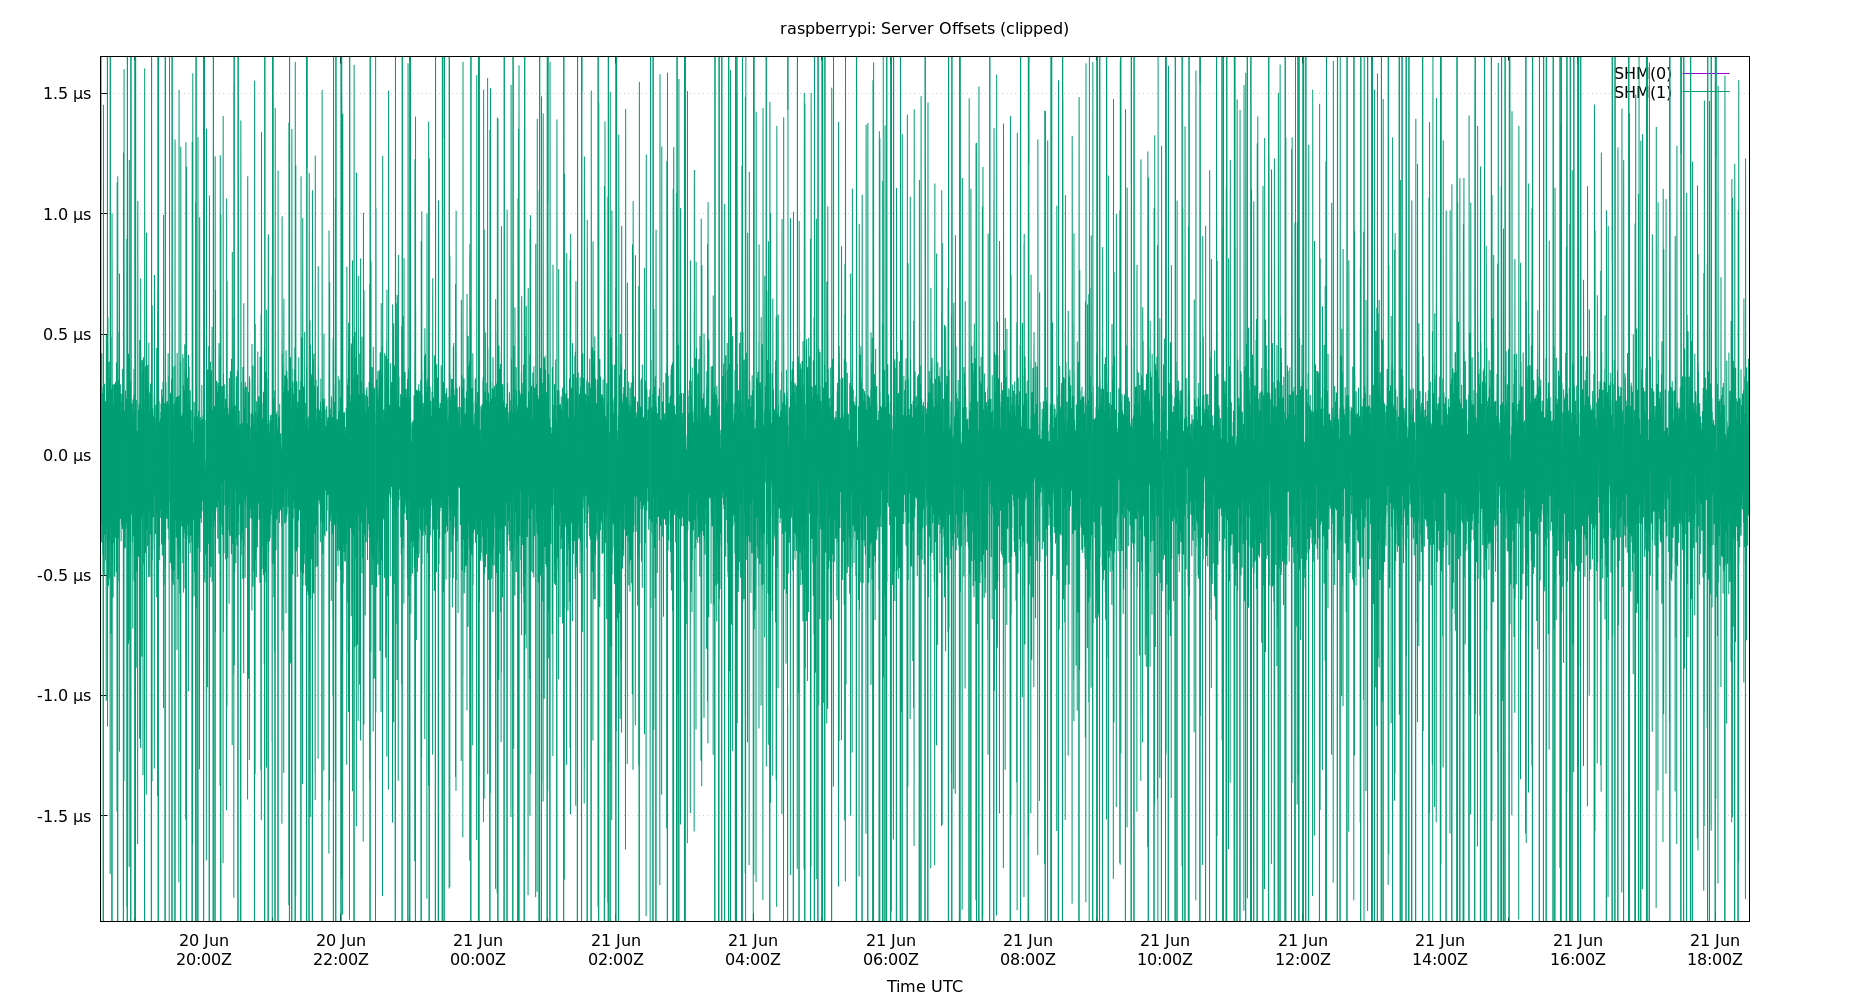 raspberrypi: Server Offsets (clipped)
SHM(0)
SHM(1)
1.5 µs
1.0 µs
0.5 µs
0.0 µs
-0.5 µs
-1.0 µs
-1.5 µs
20 Jun 20 Jun 21 Jun 21 Jun 21 Jun 21 Jun 21 Jun 21 Jun 21 Jun 21 Jun 21 Jun 21 Jun
20:00Z 22:00Z 00:00Z 02:00Z 04:00Z 06:00Z 08:00Z 10:00Z 12:00Z 14:00Z 16:00Z 18:00Z
Time UTC